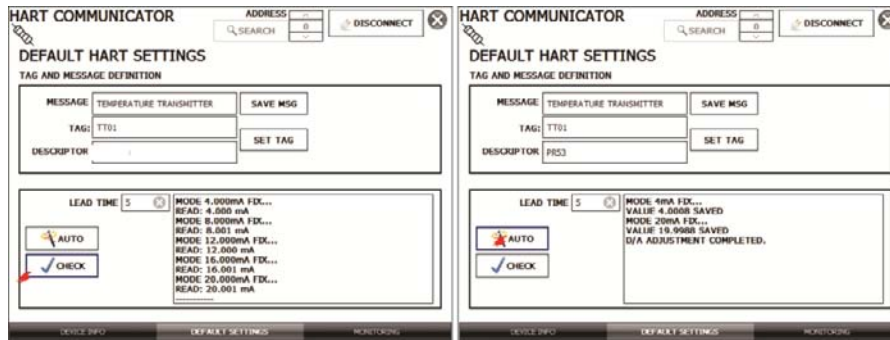 HART COMMUNICATOR
ADDRESS
SEARCH
0
DISCONNECT
DEFAULT HART SETTINGS
TAG AND MESSAGE DEFINITION
MESSAGE TEMPERATURE TRANSMITTER SAVE MSG
TAG: TT01
SET TAG
DESCRIPTOR
LEAD TIME 5
MODE 4.000mA FIX...
READ: 4.000 mA
MODE 8.000mA FIX...
READ: 8.001 mA
MODE 12.000mA FIX...
READ: 12.000 mA
MODE 16.000mA FIX...
READ: 16.001 mA
MODE 20.000mA FIX...
READ: 20.001 mA
-----------
AUTO
CHECK
DEVICE INFO DEFAULT SETTINGS MONITORING
HART COMMUNICATOR
ADDRESS
SEARCH
0
DISCONNECT
DEFAULT HART SETTINGS
TAG AND MESSAGE DEFINITION
MESSAGE TEMPERATURE TRANSMITTER SAVE MSG
TAG: TT01
SET TAG
DESCRIPTOR PR53
LEAD TIME 5
MODE 4mA FIX...
VALUE 4.0008 SAVED
MODE 20mA FIX...
VALUE 19.9988 SAVED
D/A ADJUSTMENT COMPLETED.
AUTO
CHECK
DEVICE INFO DEFAULT SETTINGS MONITORING